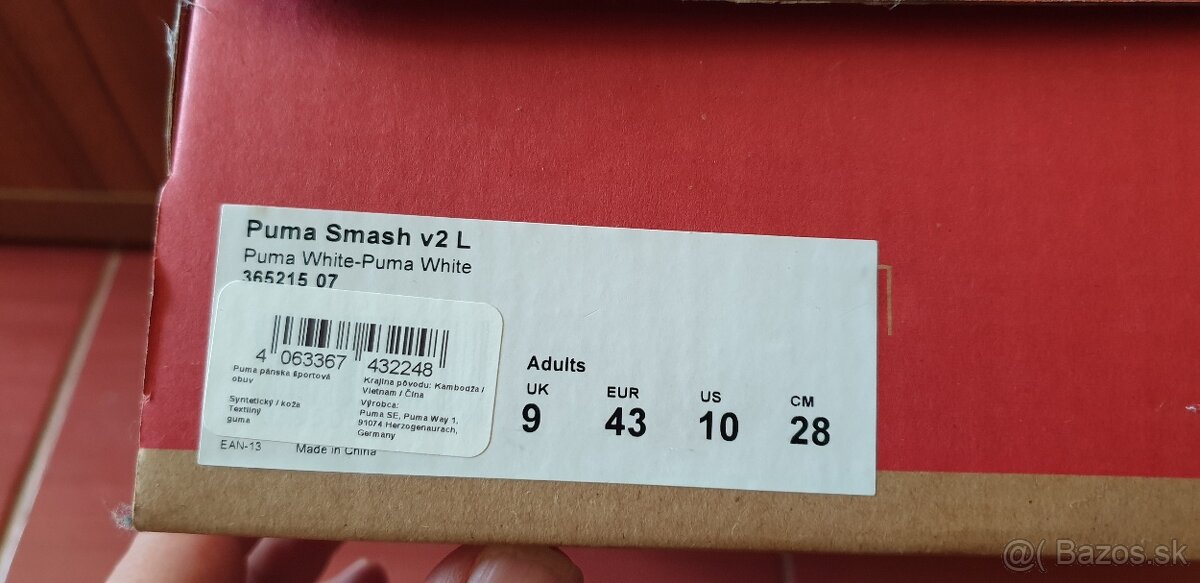 Puma Smash v2 L
Puma White-Puma White
365215 07
4 063367 432248
Puma pánska športová
obuv
Syntetický / koža
Textilný
guma
Krajina pôvodu: Kambodža /
Vietnam / Čína
Výrobca:
Puma SE, Puma Way 1,
91074 Herzogenaurach,
Germany
EAN-13 Made in China
Adults
UK EUR US CM
9 43 10 28
@( Bazos.sk